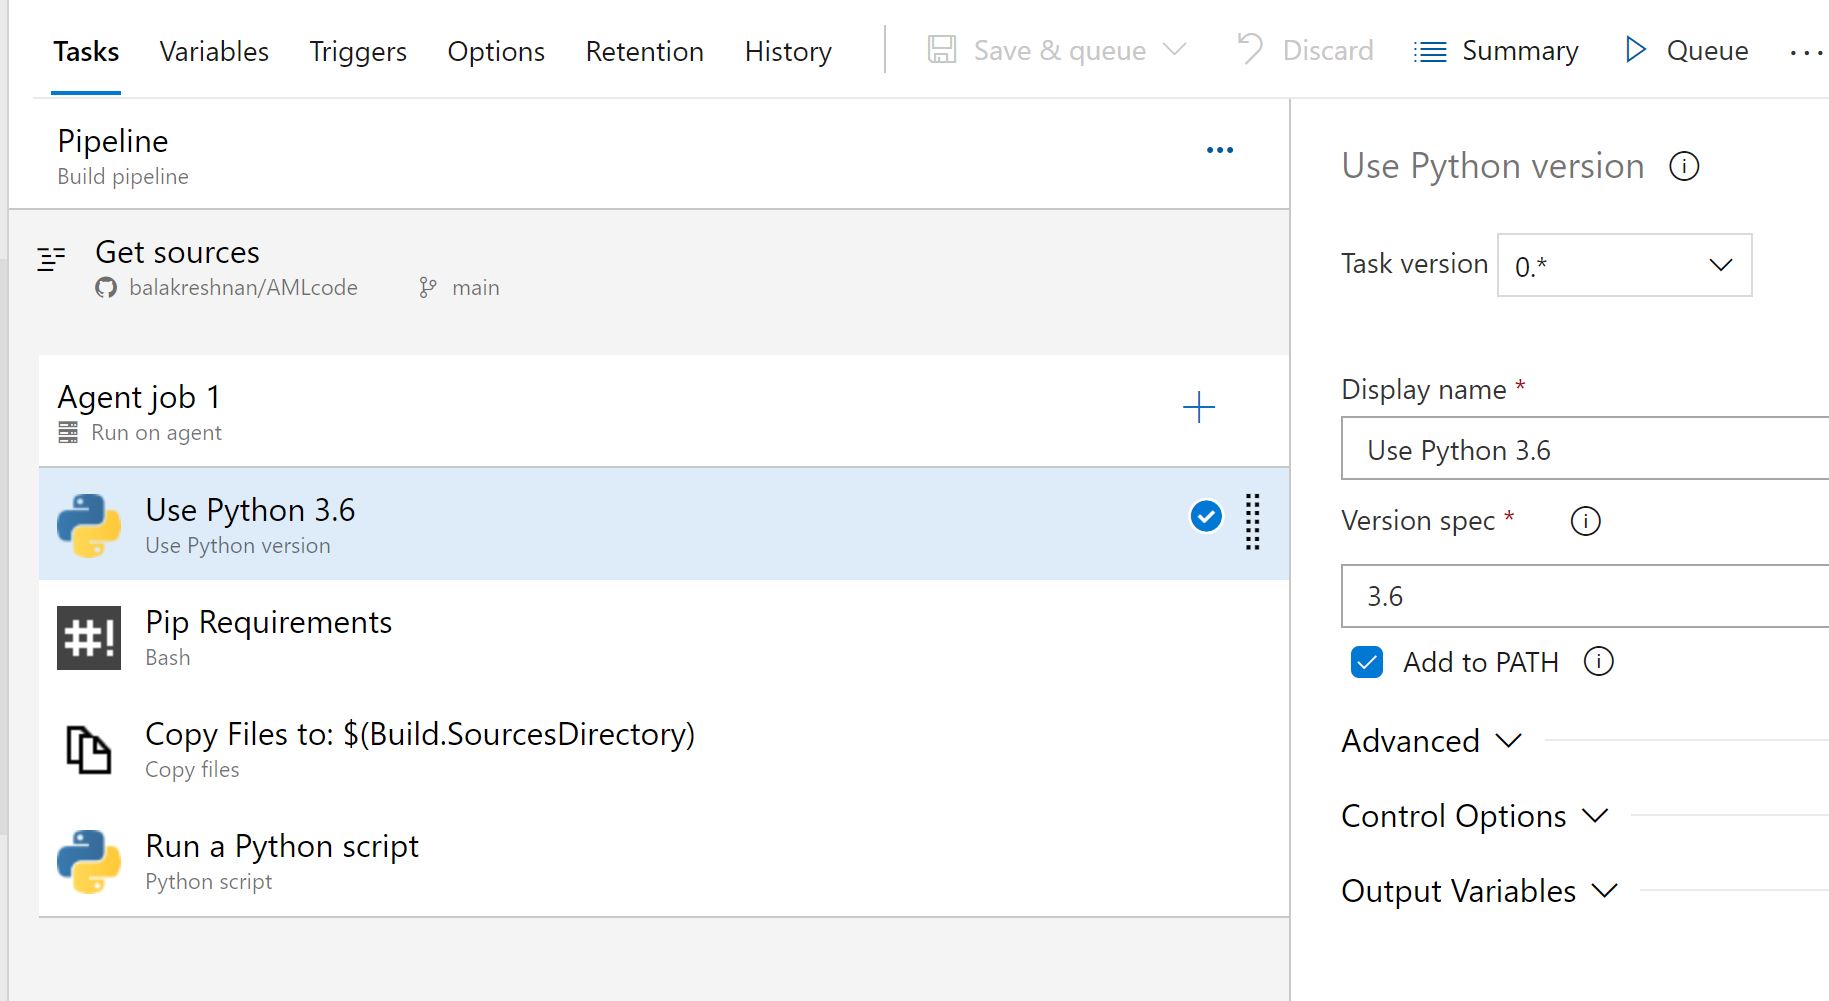 Tasks Variables Triggers Options Retention History Save & queue Discard Summary Queue ...
Pipeline
Build pipeline
Get sources
balakreshnan/AMLcode main
Agent job 1
Run on agent
Use Python 3.6
Use Python version
#!
Pip Requirements
Bash
Copy Files to: $(Build.SourcesDirectory)
Copy files
Run a Python script
Python script
Use Python version
Task version 0.*
Display name *
Use Python 3.6
Version spec *
3.6
Add to PATH
Advanced
Control Options
Output Variables